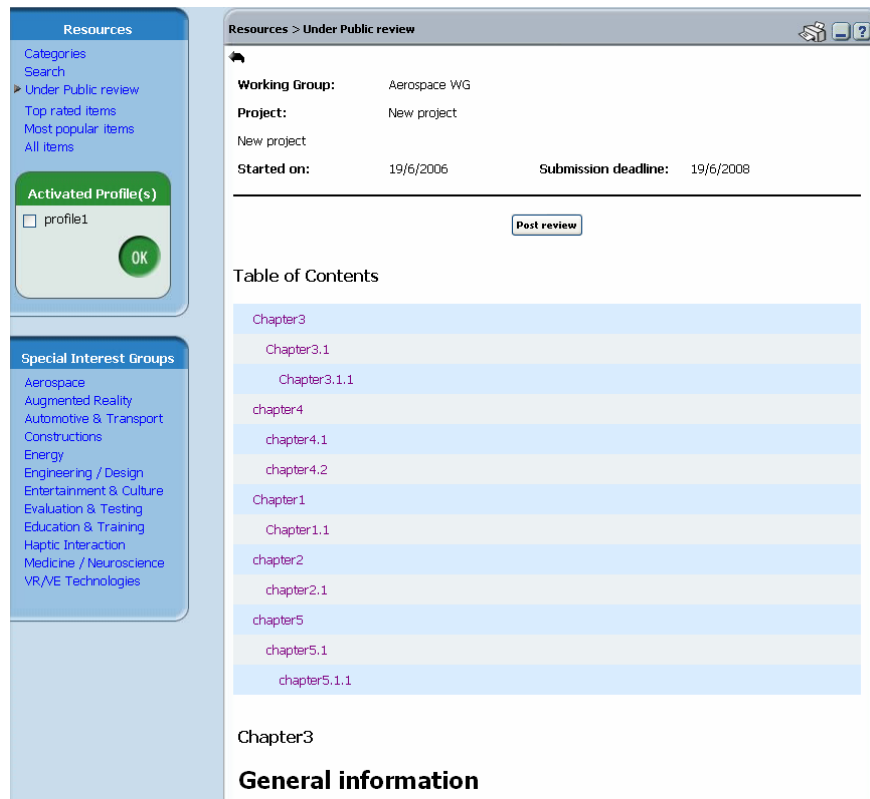 Resources
Categories
Search
Under Public review
Top rated items
Most popular items
All items
Activated Profile(s)
profile1
OK
Special Interest Groups
Aerospace
Augmented Reality
Automotive & Transport
Constructions
Energy
Engineering / Design
Entertainment & Culture
Evaluation & Testing
Education & Training
Haptic Interaction
Medicine / Neuroscience
VR/VE Technologies
Resources > Under Public review
?
Working Group: Aerospace WG
Project: New project
New project
Started on: 19/6/2006 Submission deadline: 19/6/2008
Post review
Table of Contents
Chapter3
Chapter3.1
Chapter3.1.1
chapter4
chapter4.1
chapter4.2
Chapter1
Chapter1.1
chapter2
chapter2.1
chapter5
chapter5.1
chapter5.1.1
Chapter3
General information